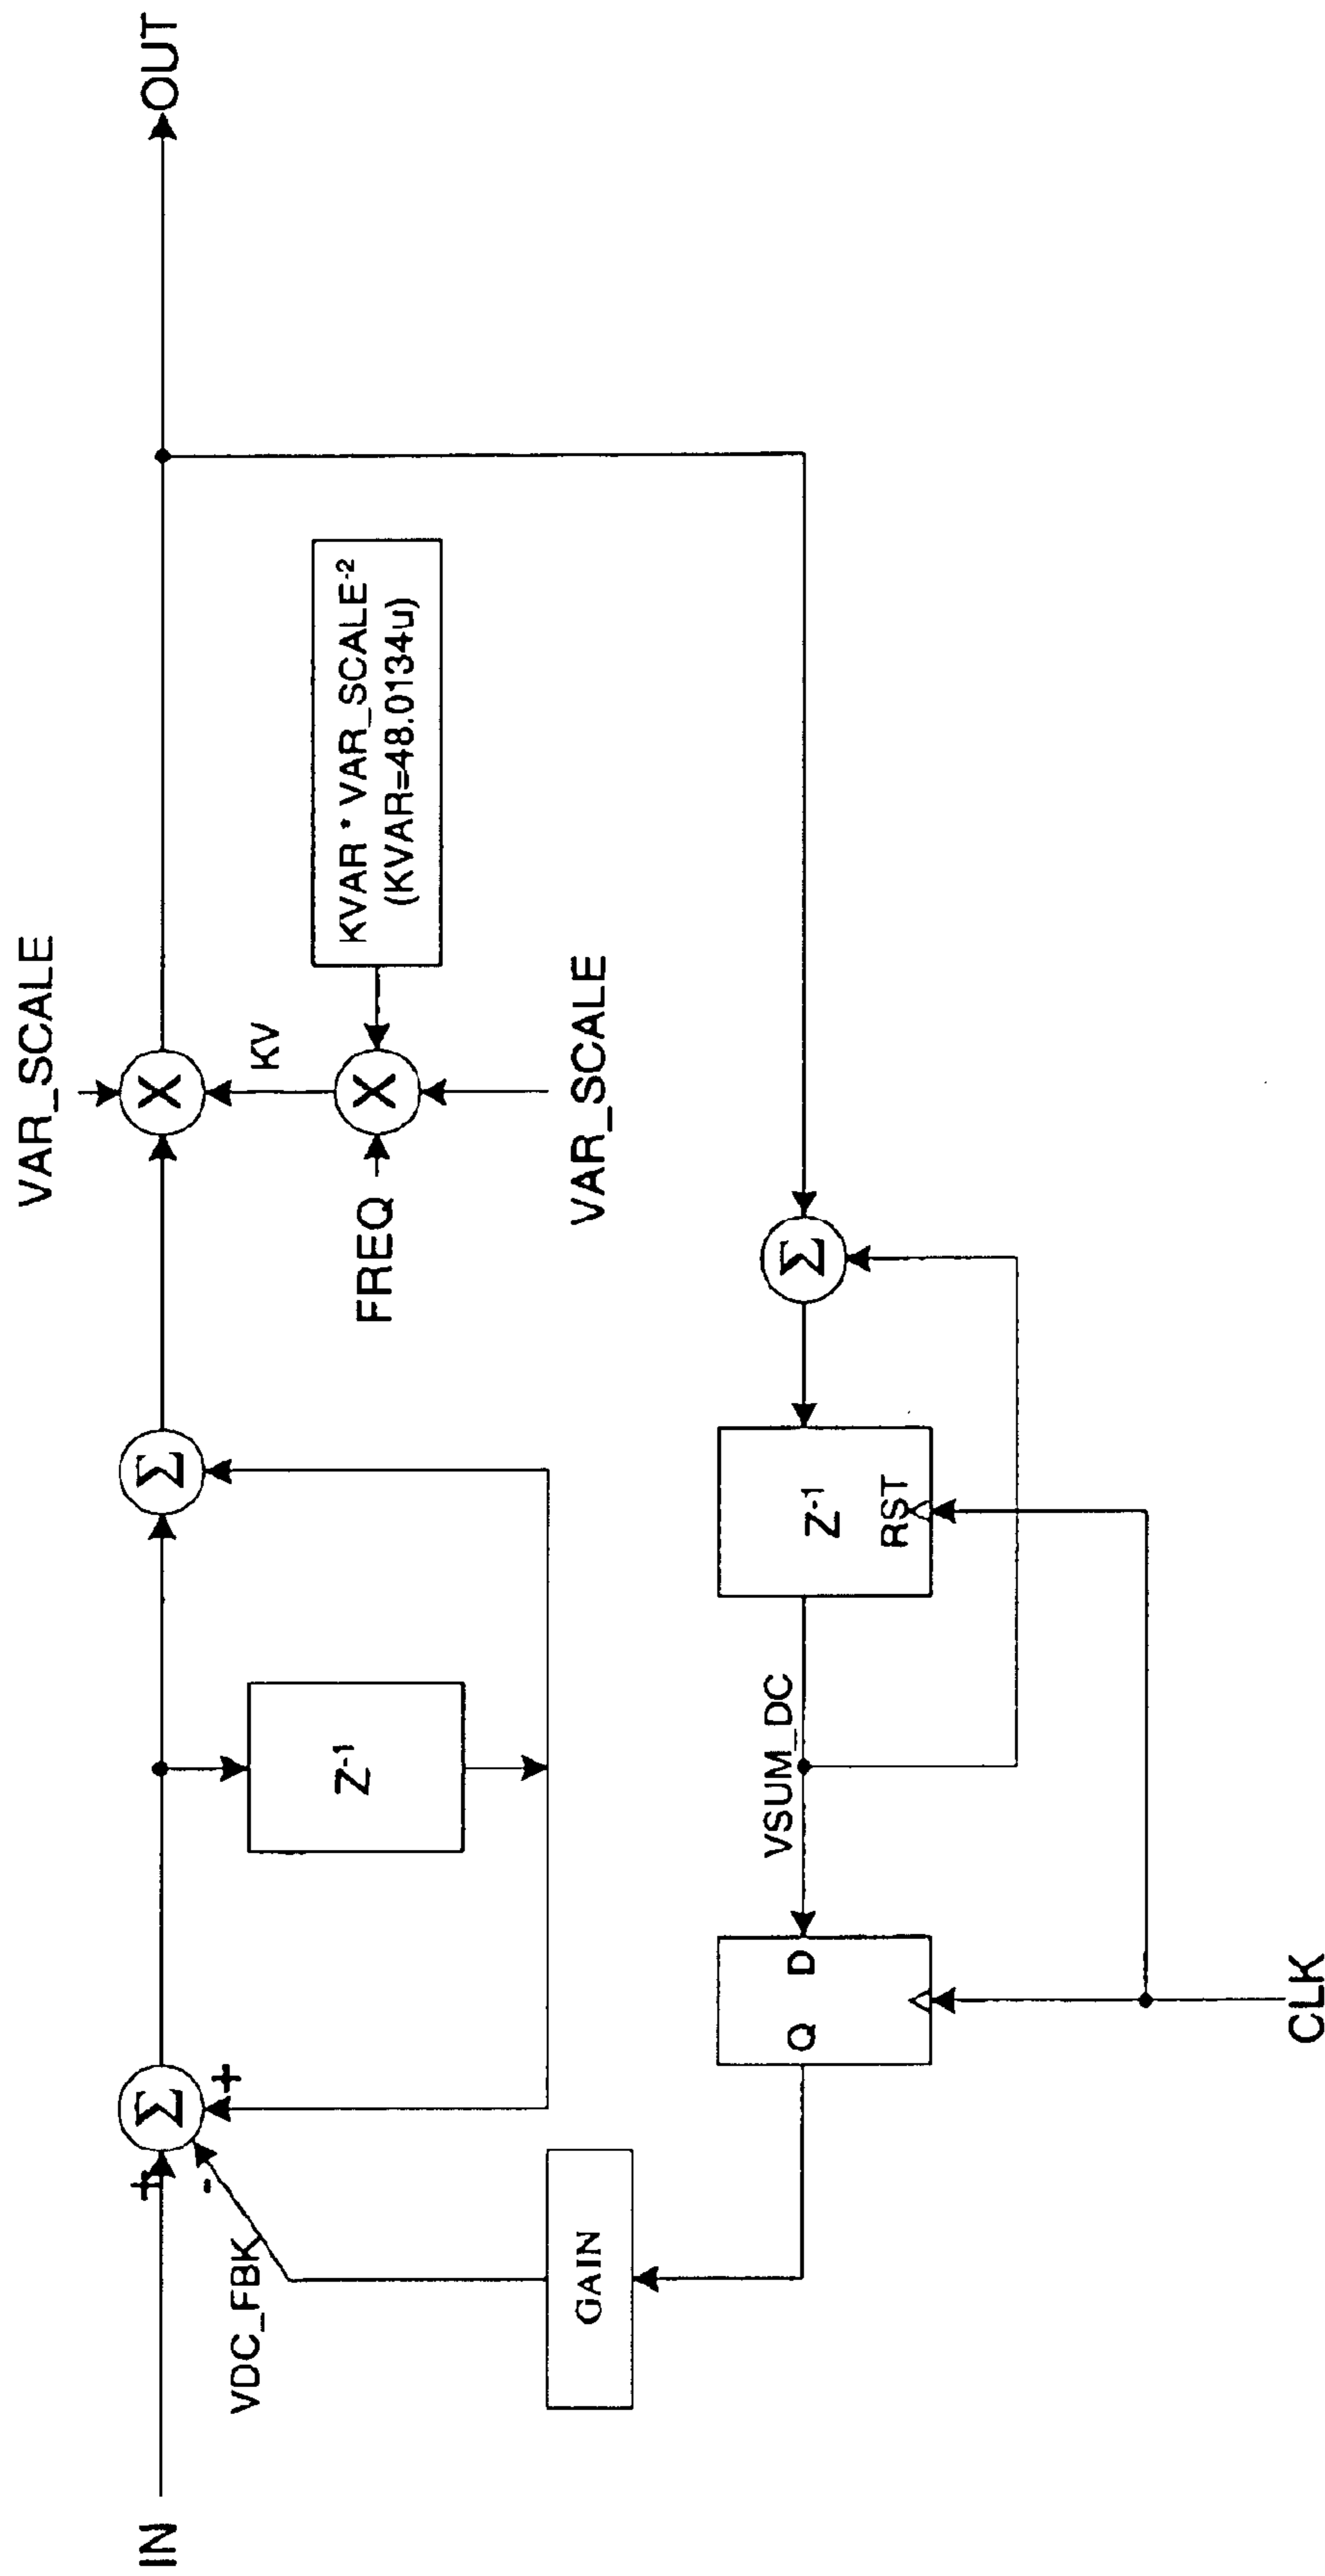 VAR_SCALE
IN
+
-
+
Σ
Σ
X
OUT
VDC_FBK
Z-1
KV
FREQ
X
KVAR * VAR_SCALE-2
(KVAR=48.0134u)
VAR_SCALE
GAIN
Q D
VSUM_DC
Z-1
RST
Σ
CLK